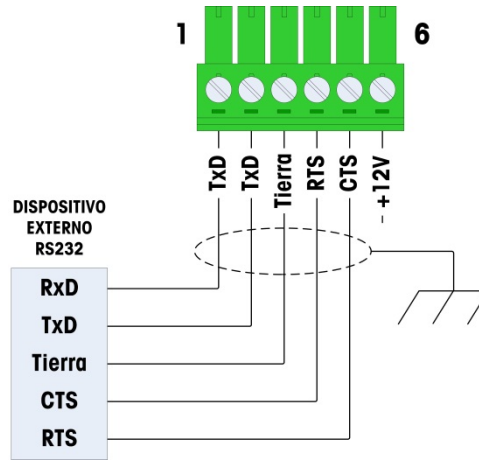 1 6
TxD
TxD
Tierra
RTS
CTS
- +12V
DISPOSITIVO
EXTERNO
RS232
RxD
TxD
Tierra
CTS
RTS